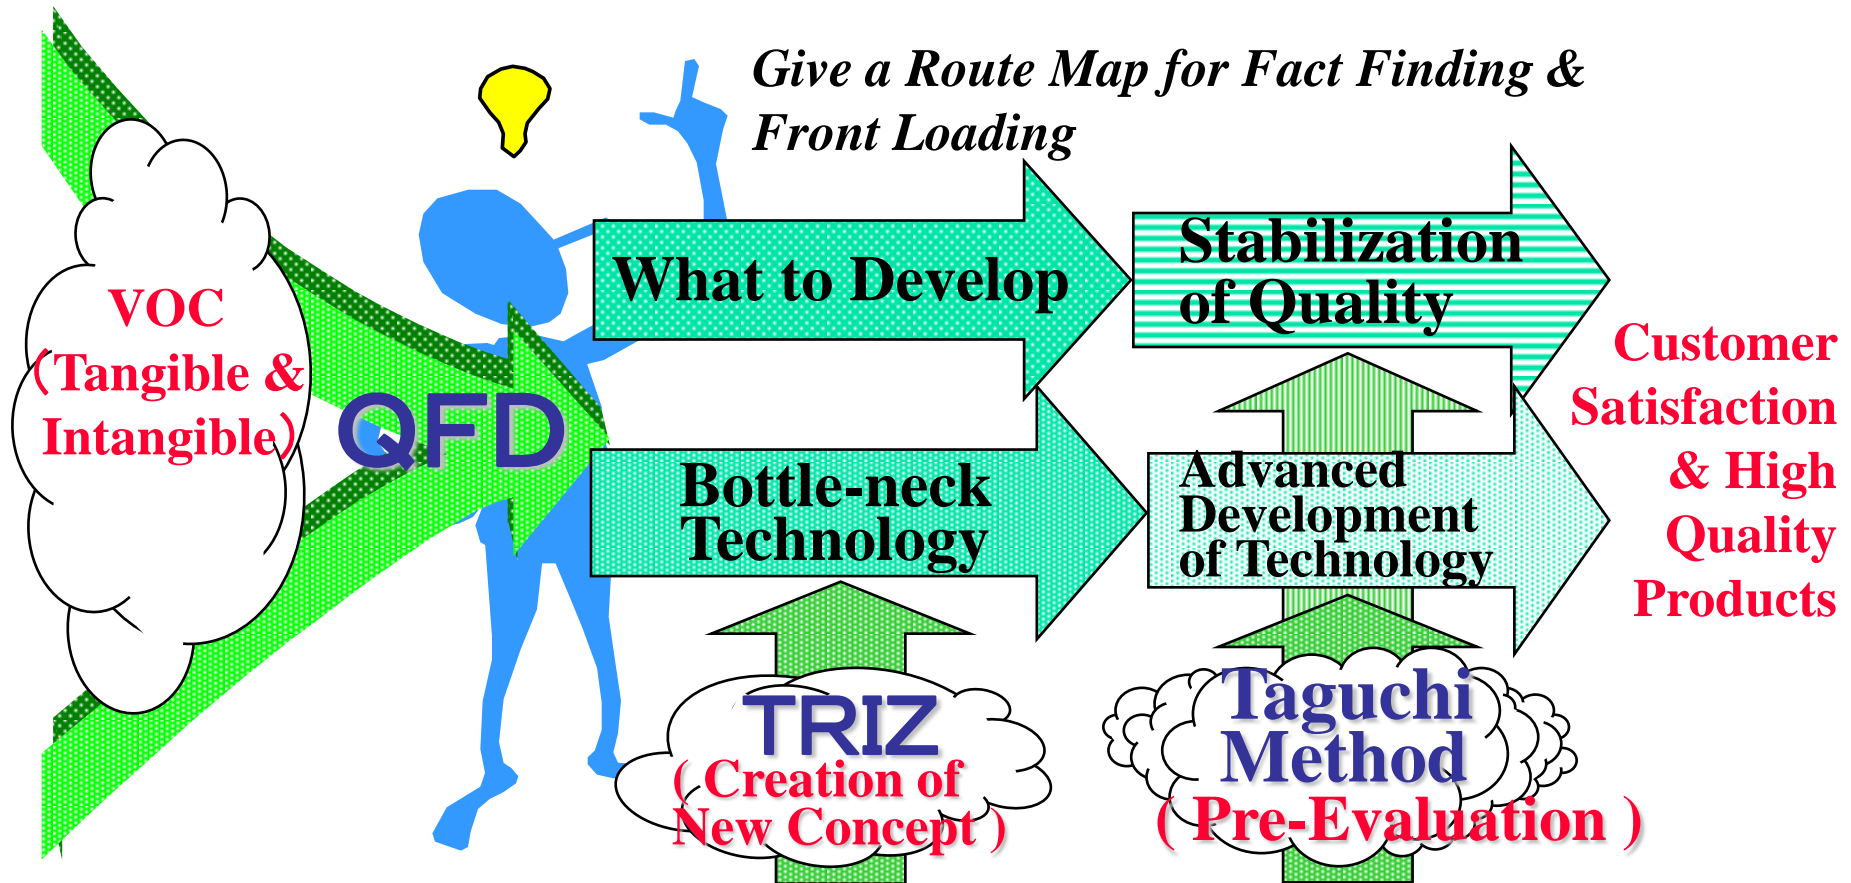 Give a Route Map for Fact Finding &
Front Loading
VOC
（Tangible &
Intangible）
QFD
What to Develop
Stabilization
of Quality
Bottle-neck
Technology
Advanced
Development
of Technology
Customer
Satisfaction
& High
Quality
Products
TRIZ
( Creation of
New Concept )
Taguchi
Method
( Pre-Evaluation )